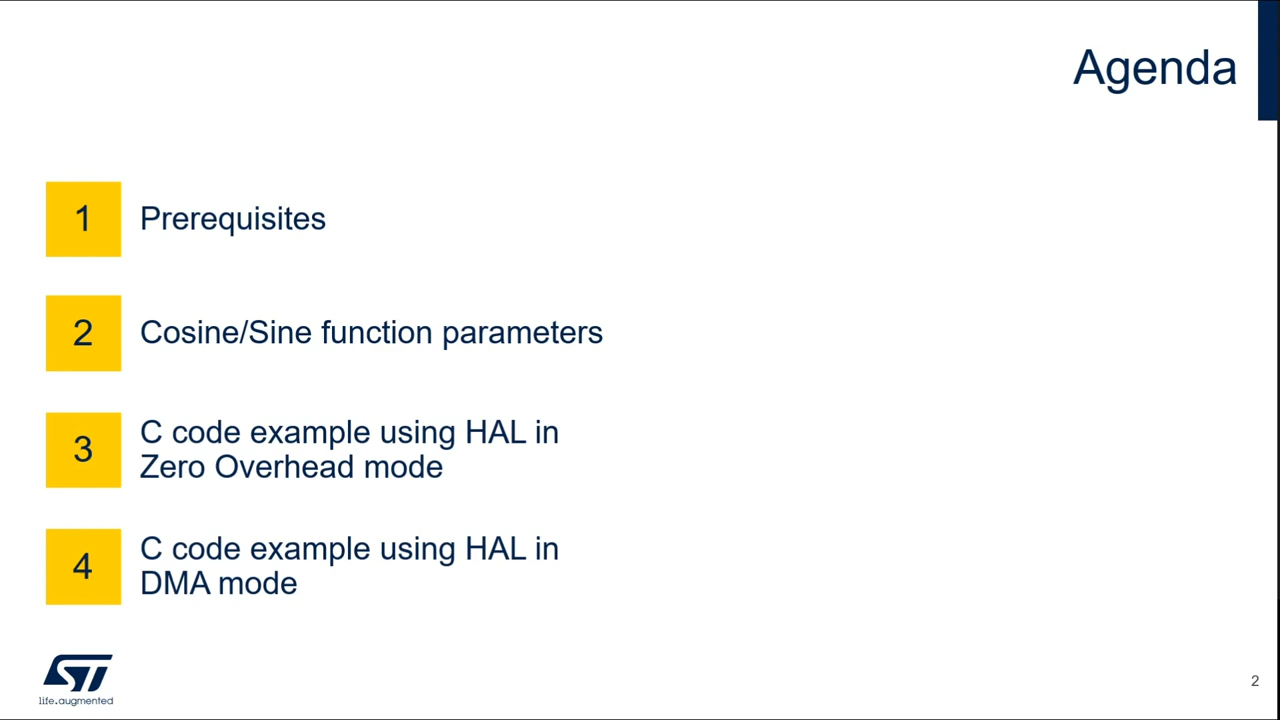 Agenda
1
Prerequisites
2
Cosine/Sine function parameters
3
C code example using HAL in
Zero Overhead mode
4
C code example using HAL in
DMA mode
ST
life.augmented
2